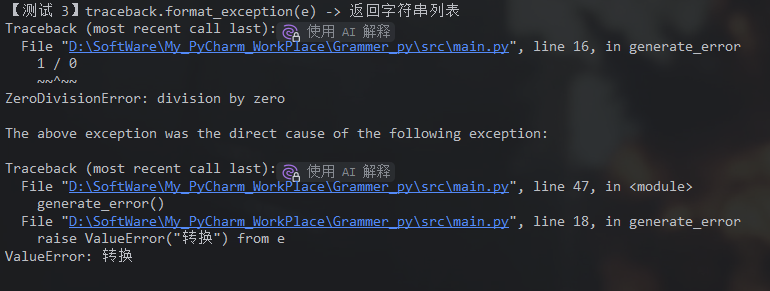 【测试 3】traceback.format_exception(e) -> 返回字符串列表
Traceback (most recent call last): 使用 AI 解释
  File "D:\SoftWare\My_PyCharm_WorkPlace\Grammer_py\src\main.py", line 16, in generate_error
    1 / 0
    ~~^~~
ZeroDivisionError: division by zero

The above exception was the direct cause of the following exception:

Traceback (most recent call last): 使用 AI 解释
  File "D:\SoftWare\My_PyCharm_WorkPlace\Grammer_py\src\main.py", line 47, in <module>
    generate_error()
  File "D:\SoftWare\My_PyCharm_WorkPlace\Grammer_py\src\main.py", line 18, in generate_error
    raise ValueError("转换") from e
ValueError: 转换